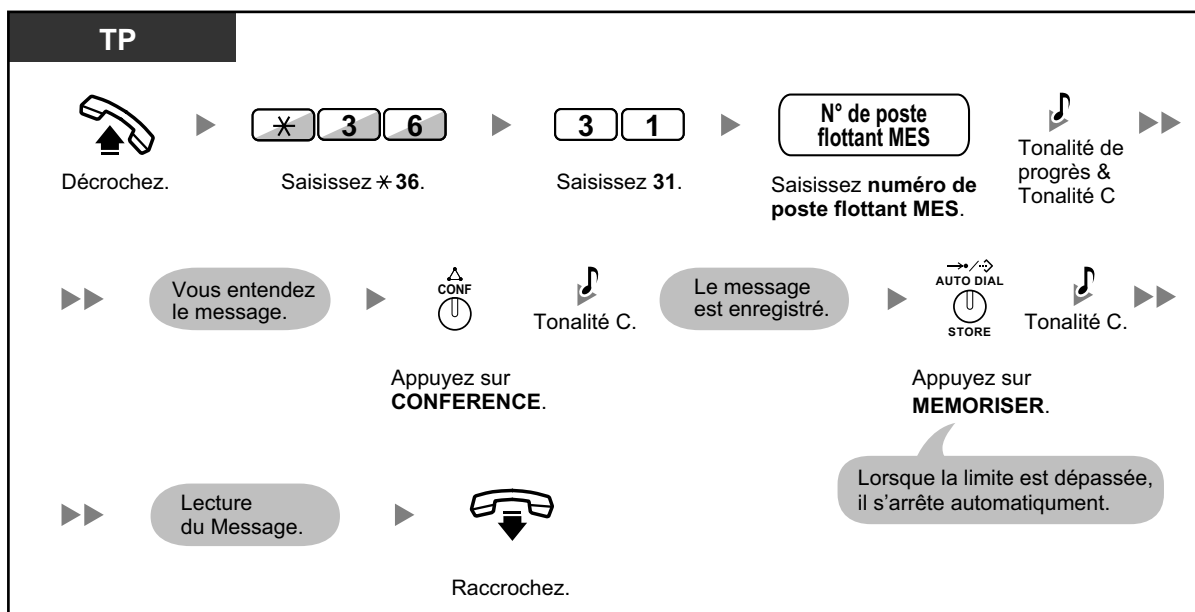 TP
✳ 3 6
3 1
N° de poste
flottant MES
Décrochez.
Saisissez ✳ 36.
Saisissez 31.
Saisissez numéro de
poste flottant MES.
Tonalité de
progrès &
Tonalité C
Vous entendez
le message.
CONF
Appuyez sur
CONFERENCE.
Tonalité C.
Le message
est enregistré.
AUTO DIAL
STORE
Appuyez sur
MEMORISER.
Tonalité C.
Lorsque la limite est dépassée,
il s'arrête automatiqument.
Lecture
du Message.
Raccrochez.